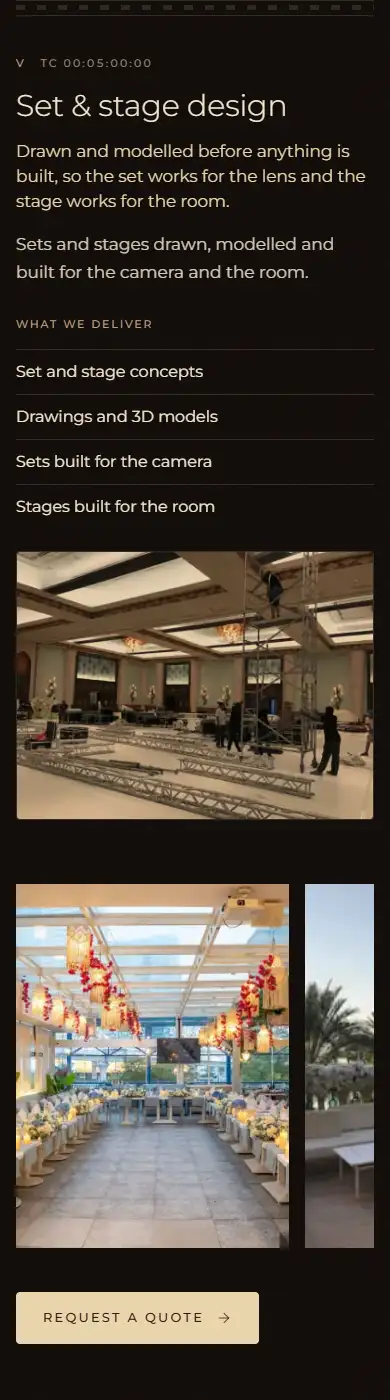 V TC 00:05:00:00
Set & stage design
Drawn and modelled before anything is
built, so the set works for the lens and the
stage works for the room.
Sets and stages drawn, modelled and
built for the camera and the room.
WHAT WE DELIVER
Set and stage concepts
Drawings and 3D models
Sets built for the camera
Stages built for the room
REQUEST A QUOTE →